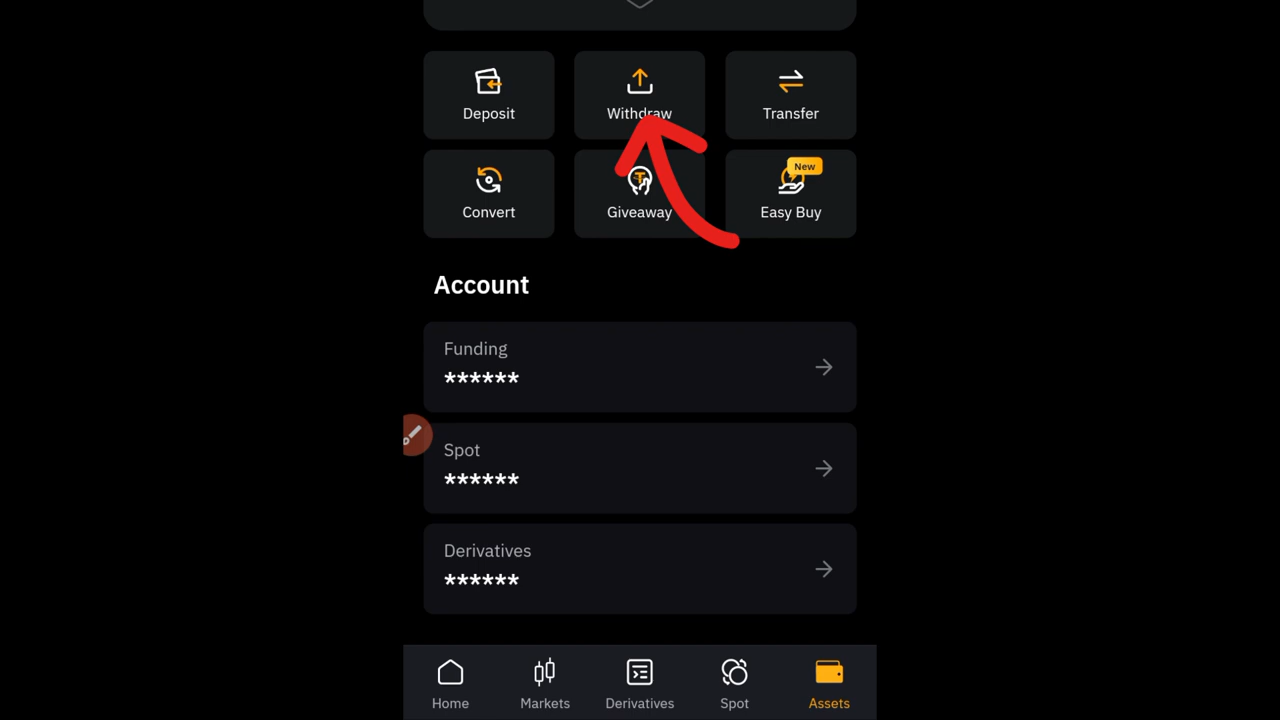 Deposit
Withdraw
Transfer
Convert
Giveaway
New
Easy Buy
Account
Funding
******
Spot
******
Derivatives
******
Home
Markets
Derivatives
Spot
Assets